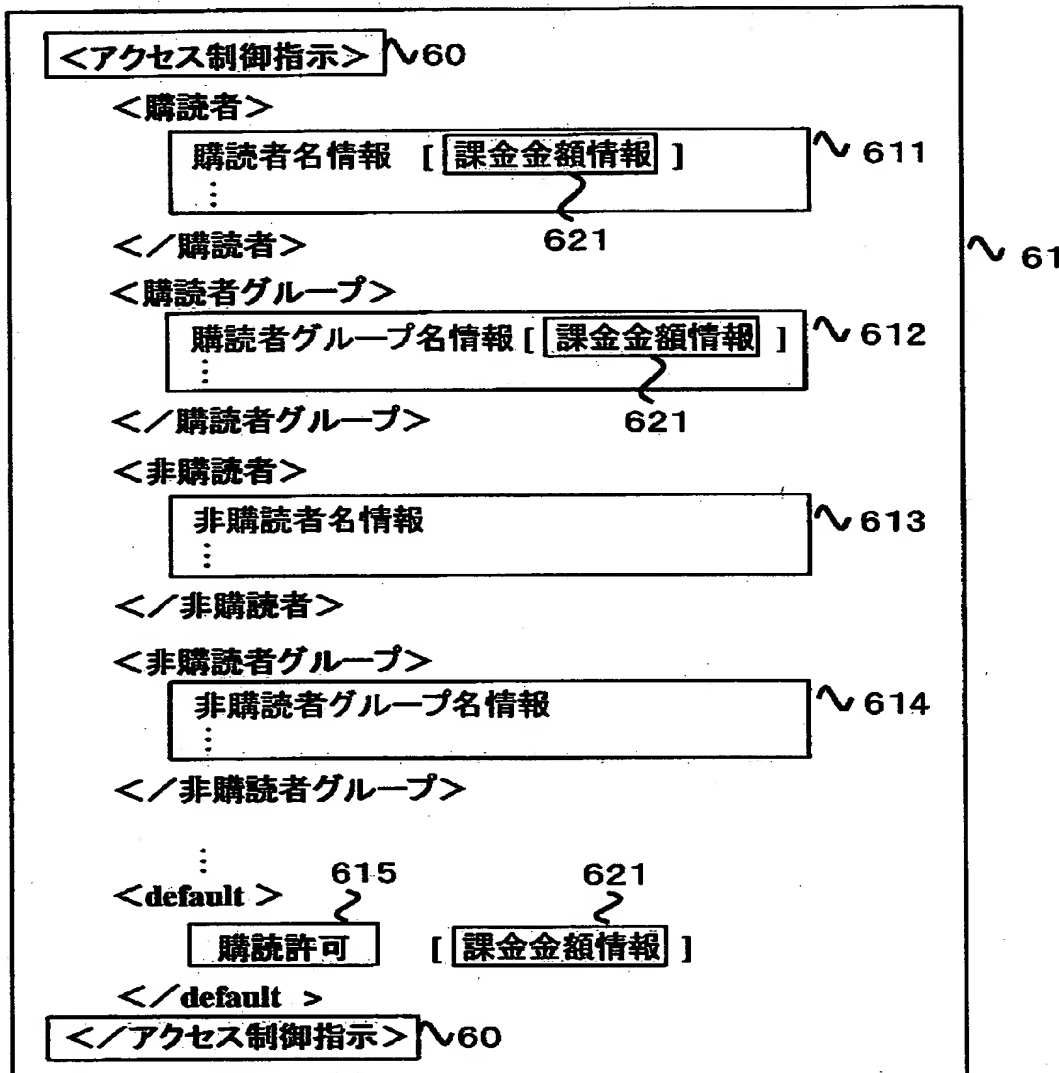 <アクセス制御指示> 60
<購読者>
購読者名情報 [ 課金金額情報 ] 611
⋮
621
</購読者>
61
<購読者グループ>
購読者グループ名情報 [ 課金金額情報 ] 612
⋮
</購読者グループ> 621
<非購読者>
非購読者名情報 613
⋮
</非購読者>
<非購読者グループ>
非購読者グループ名情報 614
⋮
</非購読者グループ>
⋮
615 621
<default >
購読許可 [ 課金金額情報 ]
</default >
</アクセス制御指示> 60